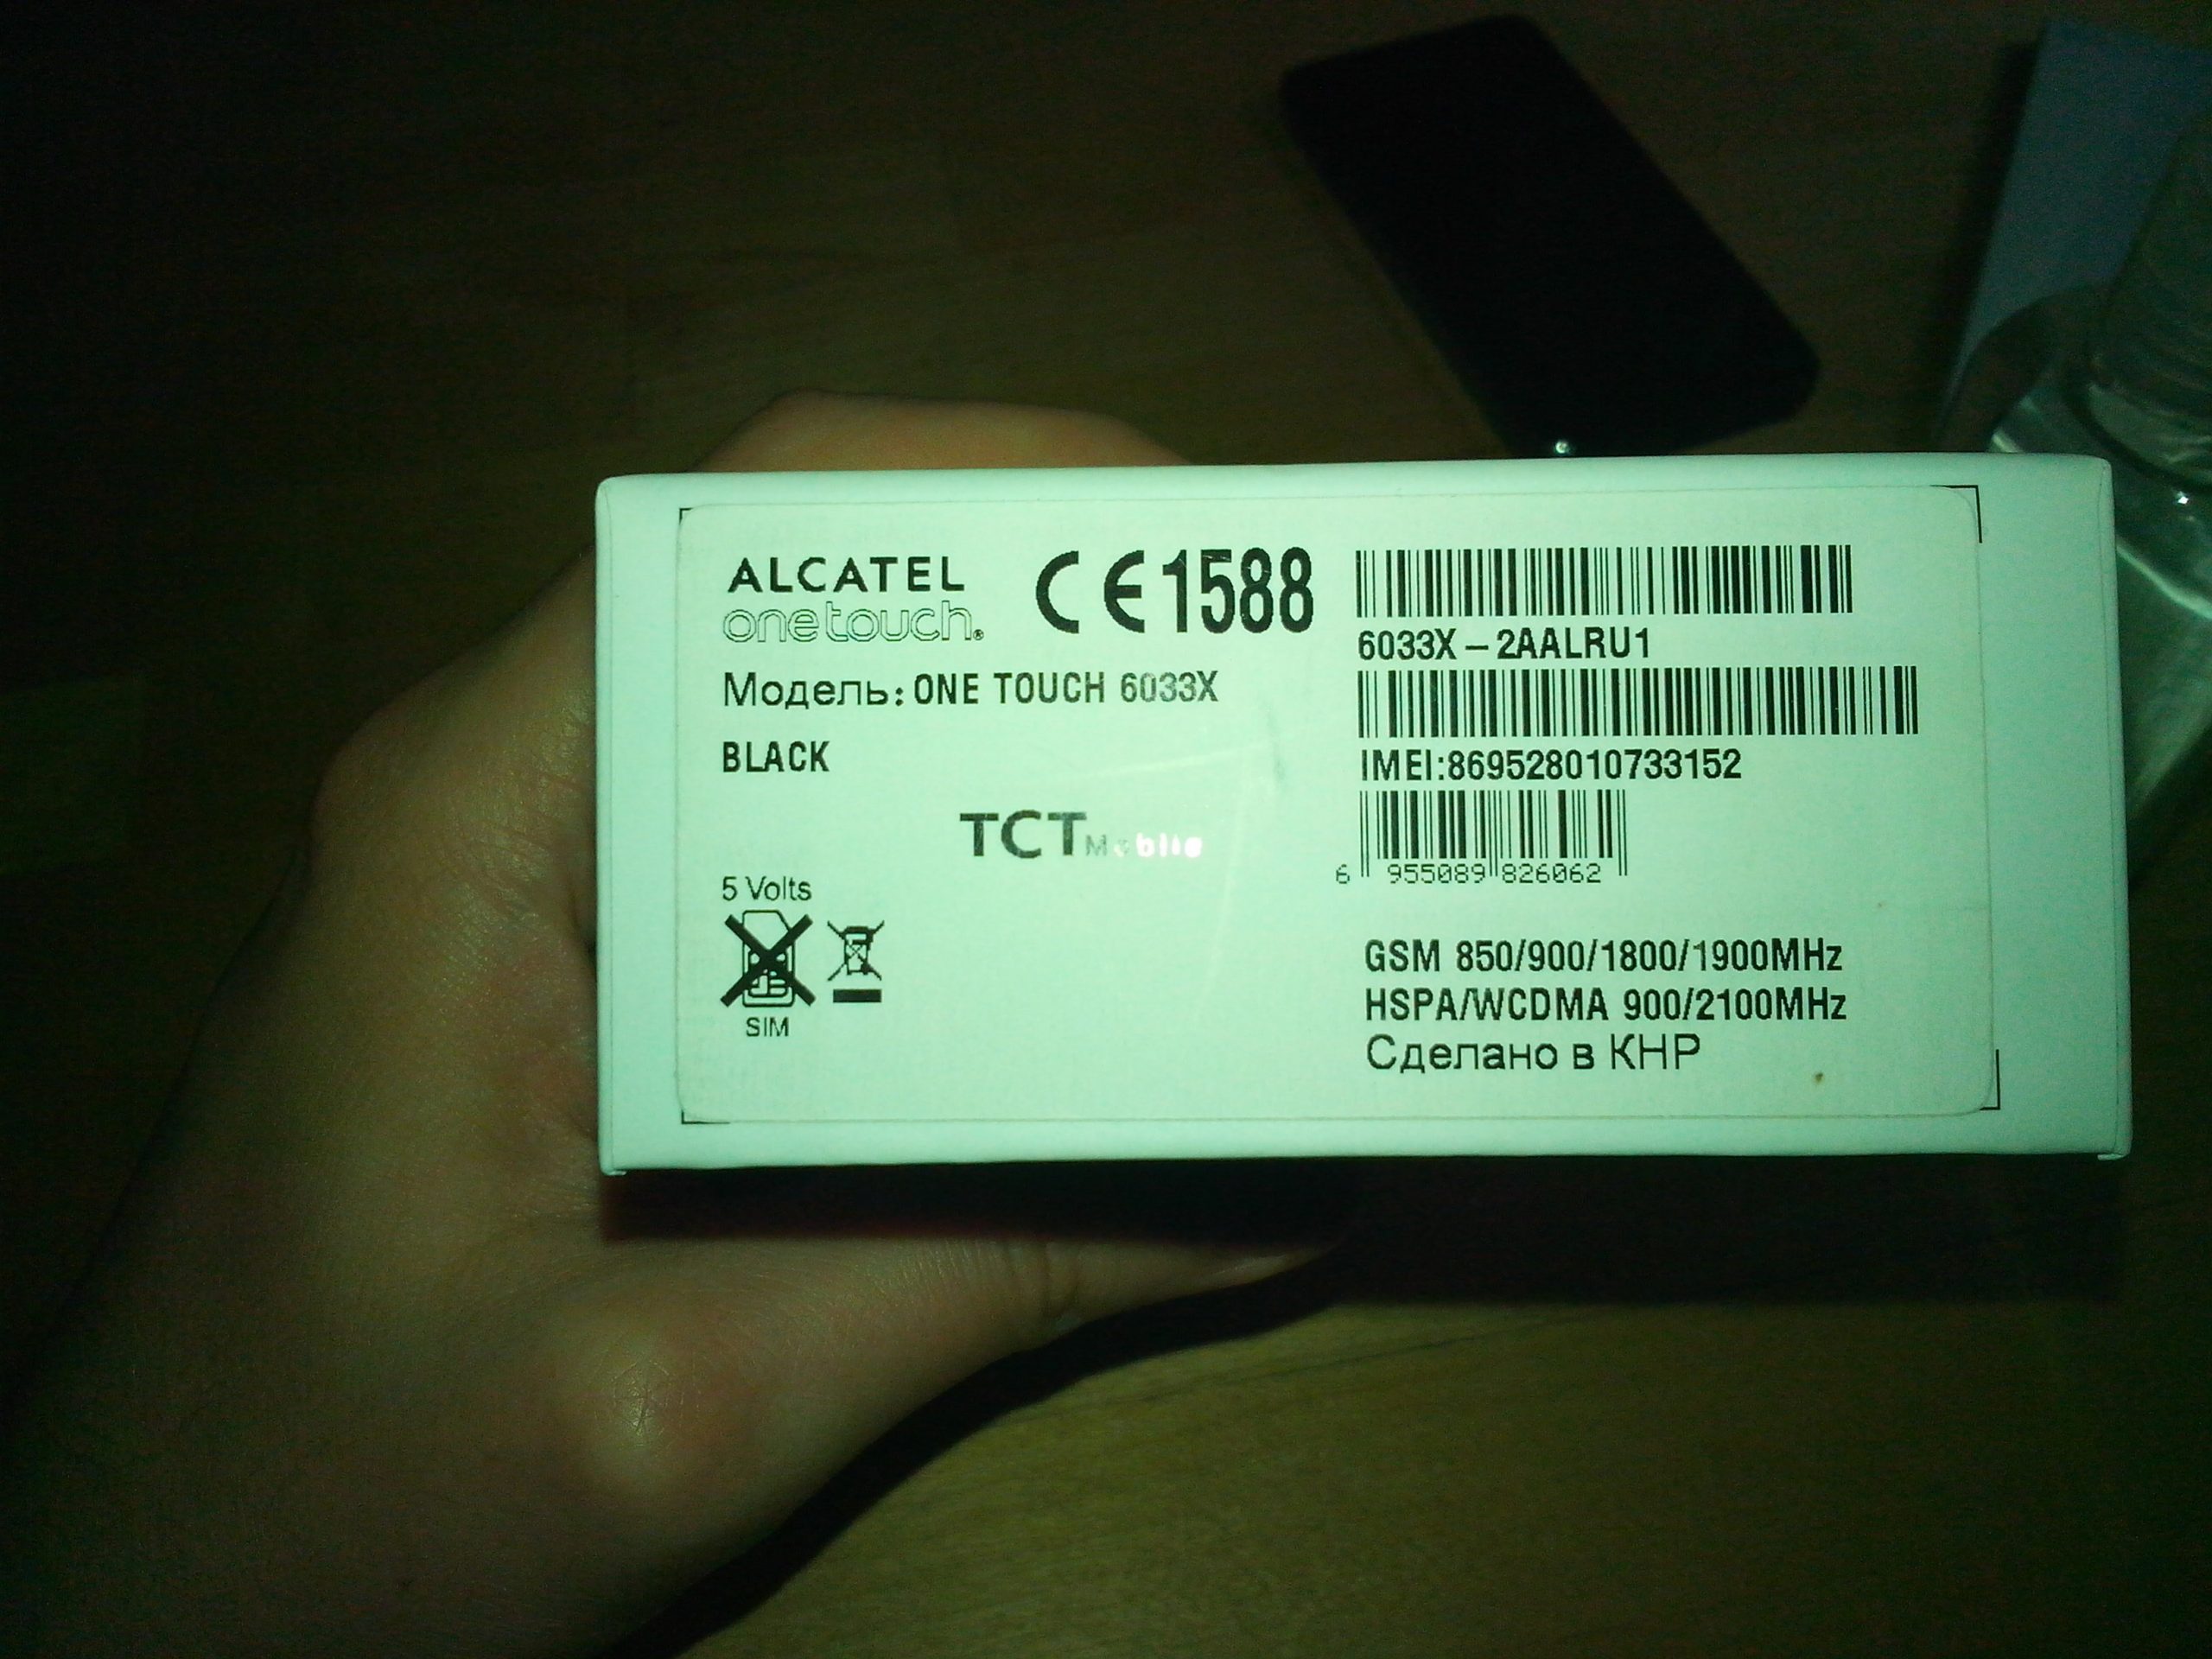 ALCATEL
onetouch®
CE1588
Модель: ONE TOUCH 6033X
BLACK
TCT Mobile
5 Volts
SIM
6033X-2AALRU1
IMEI:869528010733152
6 955089 826062
GSM 850/900/1800/1900MHz
HSPA/WCDMA 900/2100MHz
Сделано в КНР